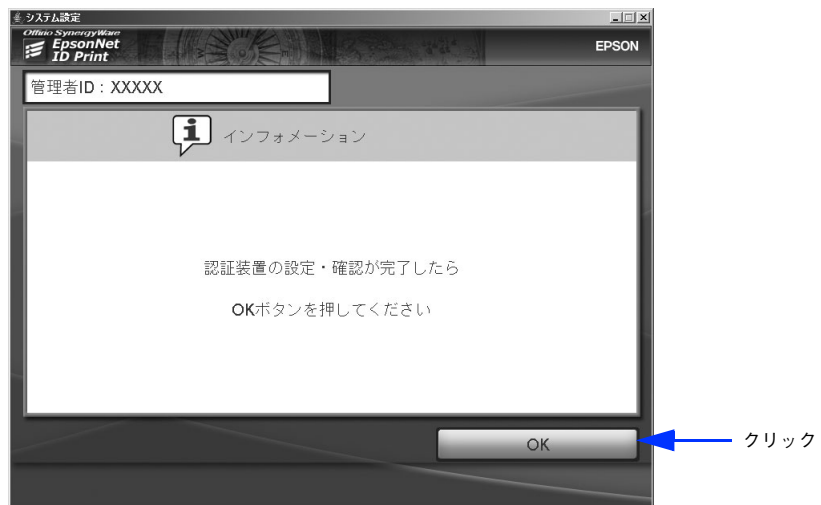 システム設定
Offirio SynergyWare
EpsonNet
ID Print
EPSON
管理者ID：XXXXX
インフォメーション
認証装置の設定・確認が完了したら
OKボタンを押してください
OK
クリック